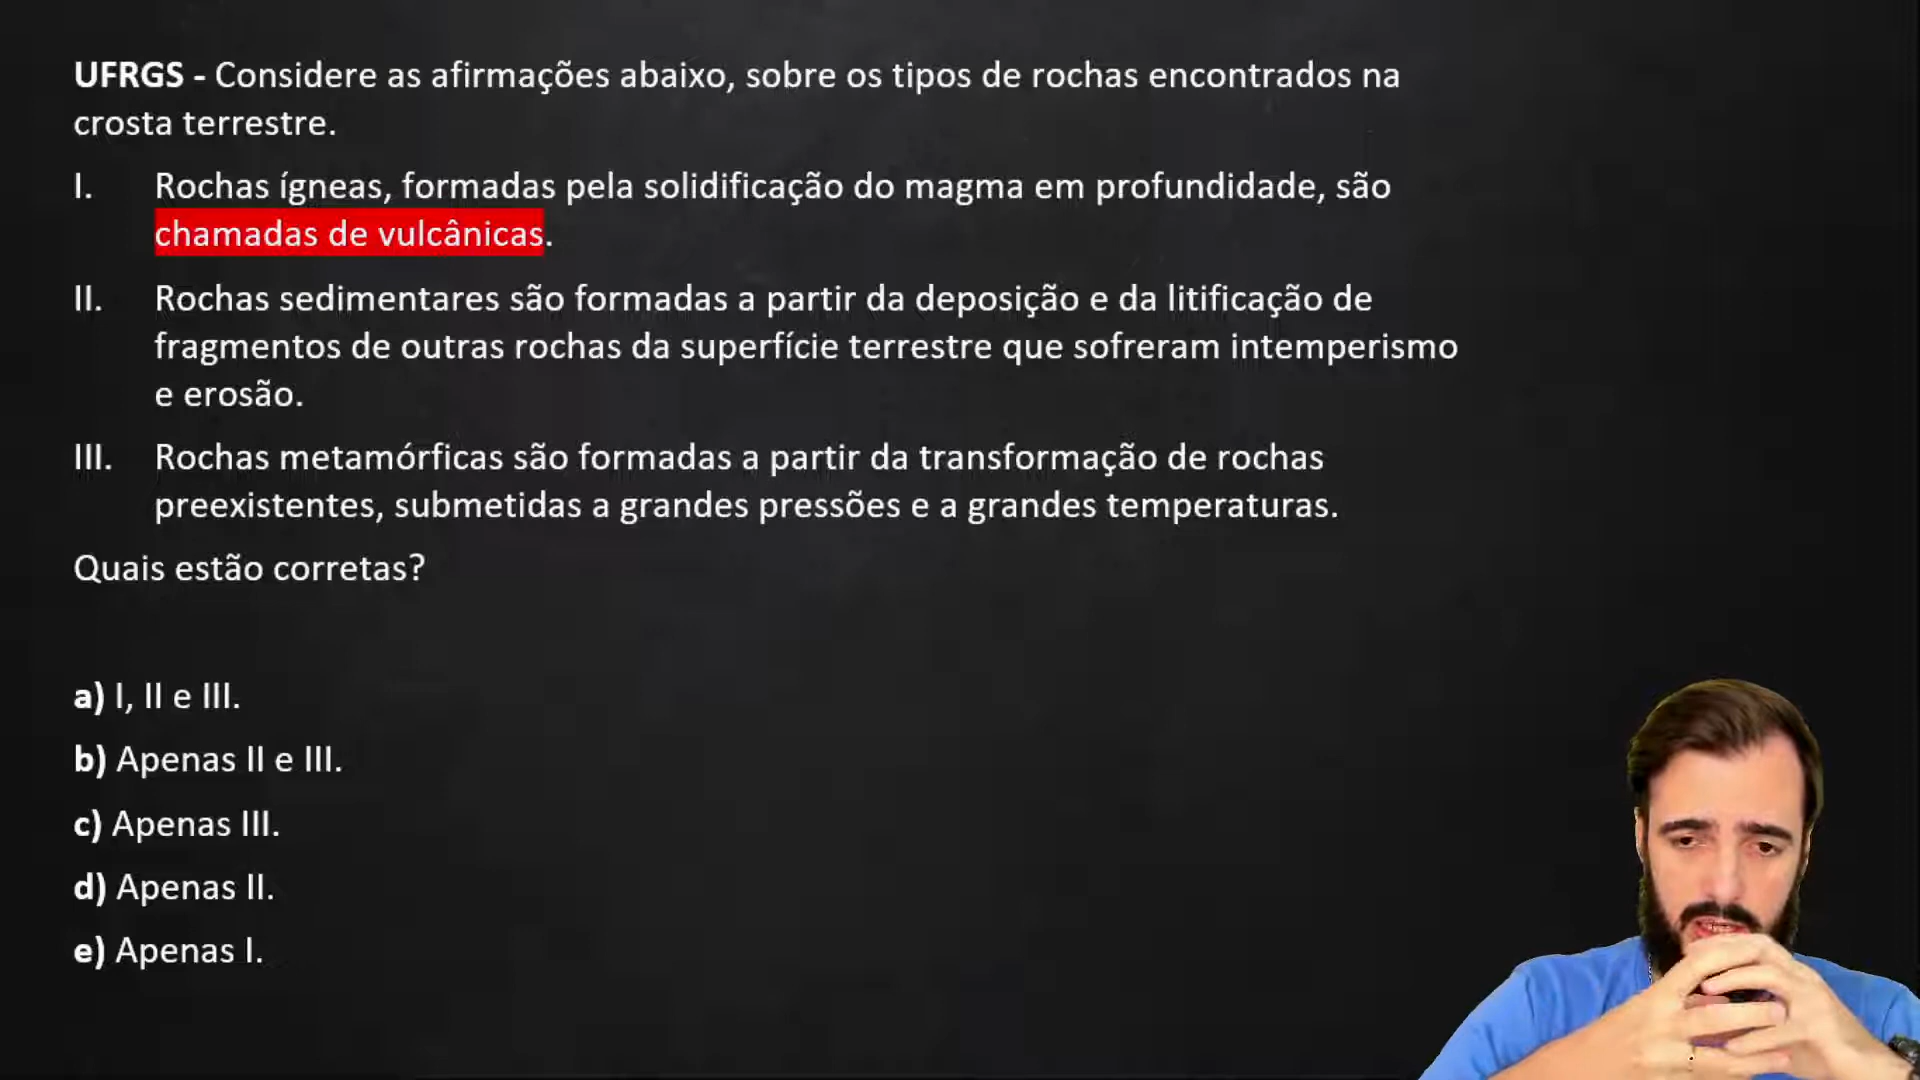 UFRGS - Considere as afirmações abaixo, sobre os tipos de rochas encontrados na
crosta terrestre.
I. Rochas ígneas, formadas pela solidificação do magma em profundidade, são
chamadas de vulcânicas.
II. Rochas sedimentares são formadas a partir da deposição e da litificação de
fragmentos de outras rochas da superfície terrestre que sofreram intemperismo
e erosão.
III. Rochas metamórficas são formadas a partir da transformação de rochas
preexistentes, submetidas a grandes pressões e a grandes temperaturas.
Quais estão corretas?
a) I, II e III.
b) Apenas II e III.
c) Apenas III.
d) Apenas II.
e) Apenas I.